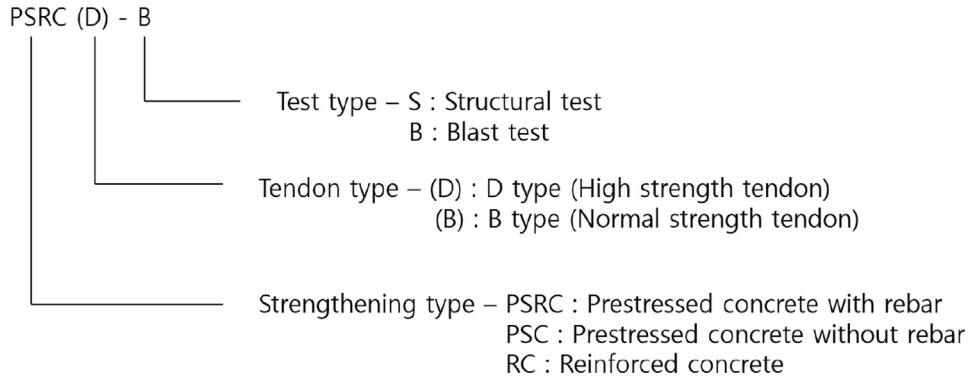 PSRC (D) - B
Test type – S : Structural test
B : Blast test
Tendon type – (D) : D type (High strength tendon)
(B) : B type (Normal strength tendon)
Strengthening type – PSRC : Prestressed concrete with rebar
PSC : Prestressed concrete without rebar
RC : Reinforced concrete